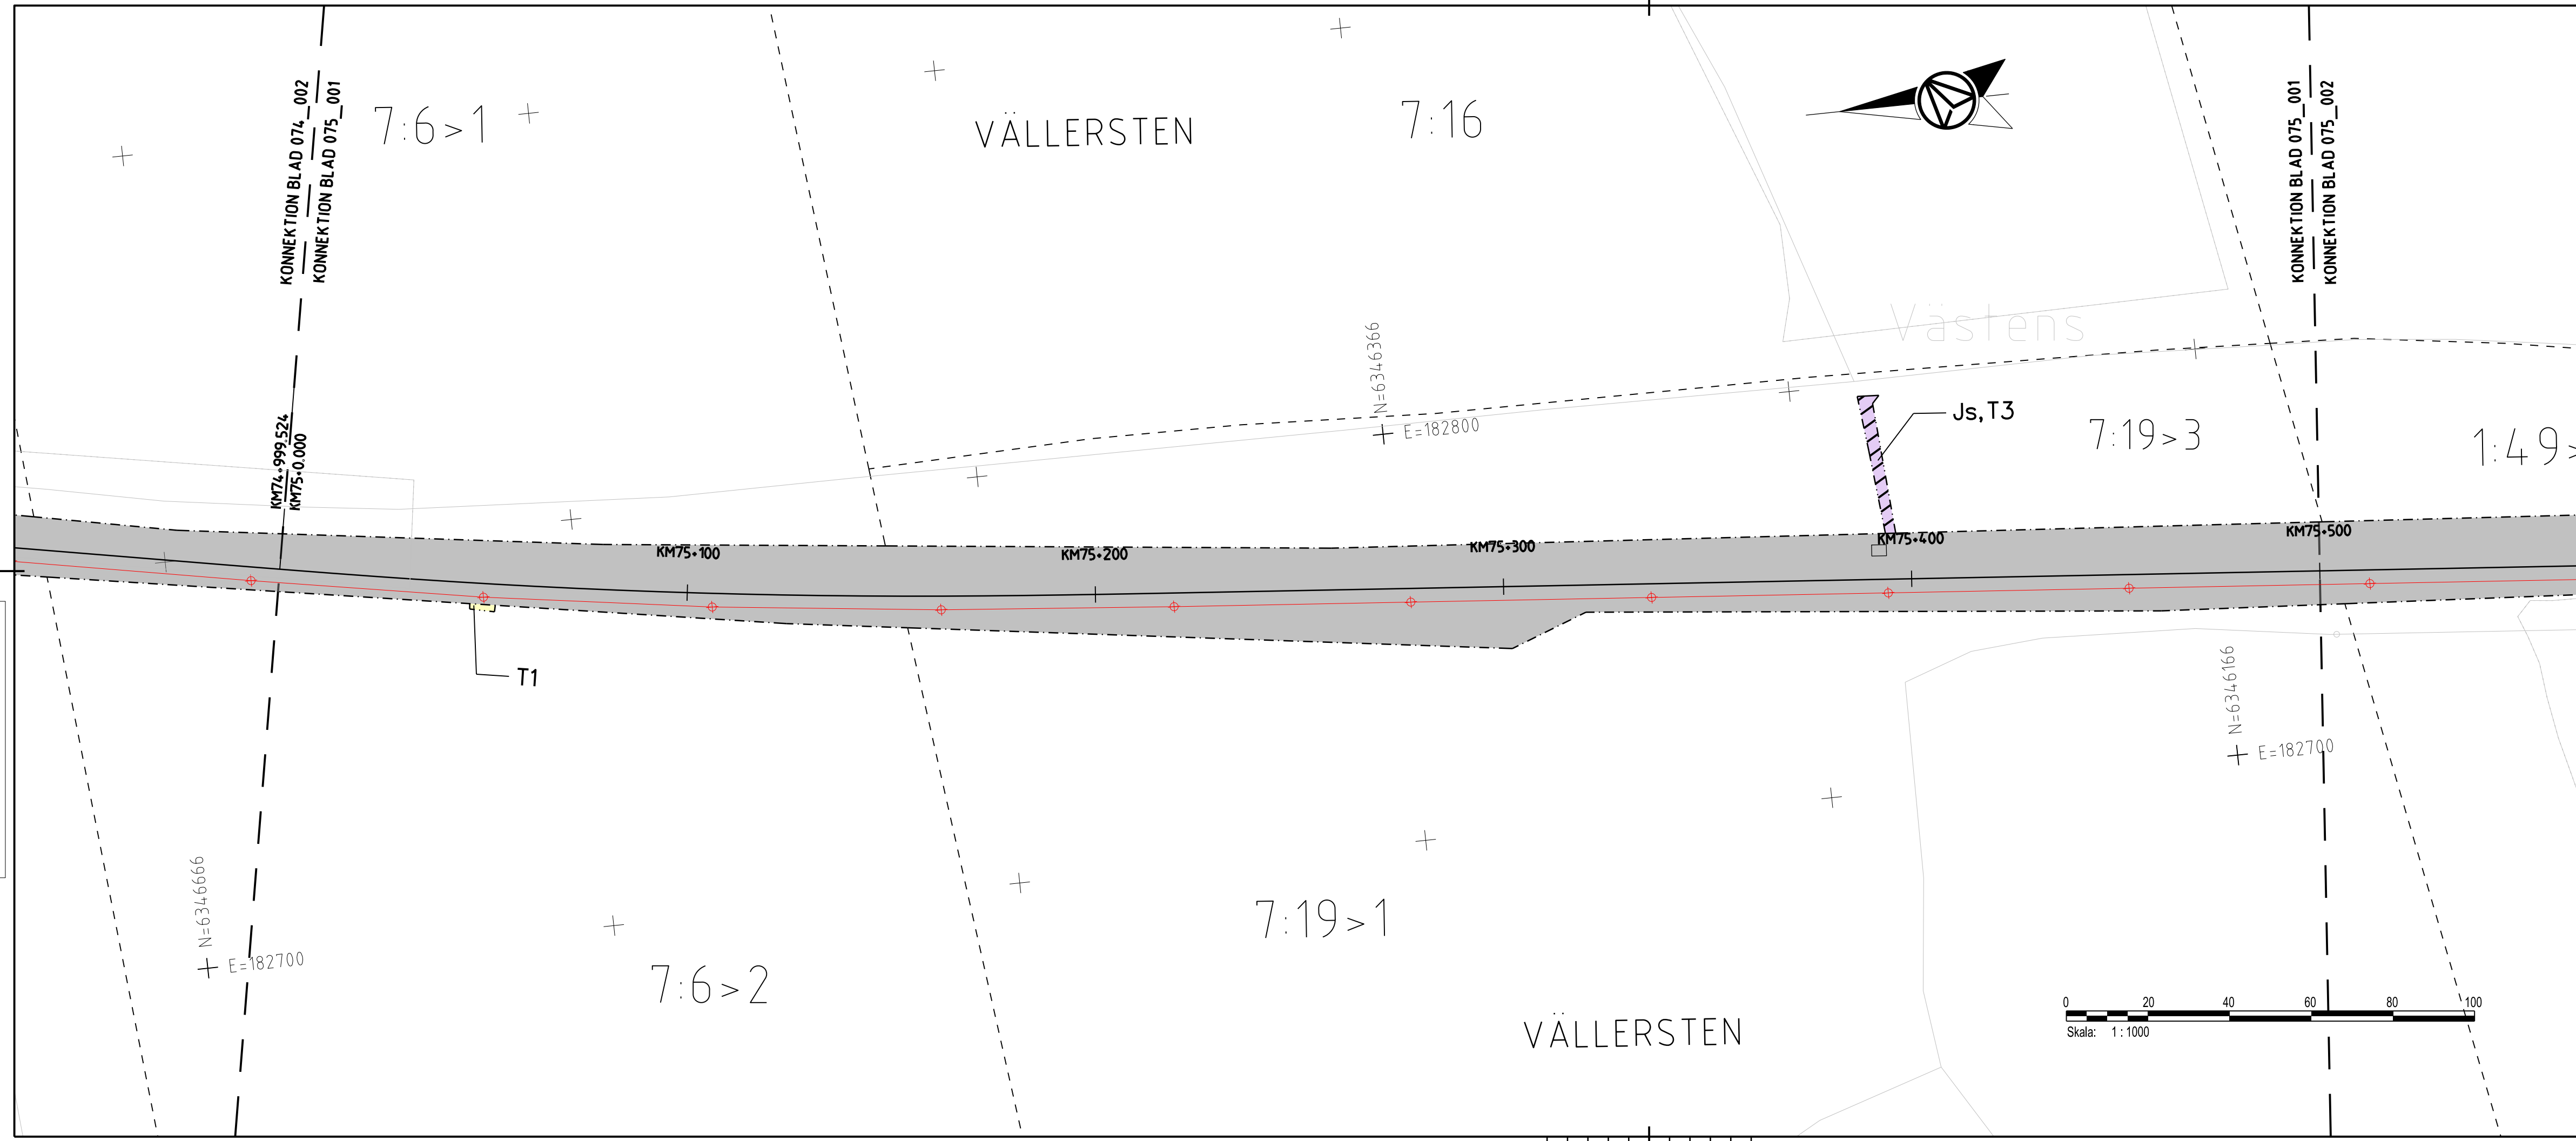 KONNEKTION BLAD 074_002
KONNEKTION BLAD 075_001
7:6>1
VÄLLERSTEN
7:16
KONNEKTION BLAD 075_001
KONNEKTION BLAD 075_002
Västens
N=6346366
E=182800
Js,T3
7:19>3
1:49>
KM74+999.524
KM75+0.000
KM75+100
KM75+200
KM75+300
KM75+400
KM75+500
T1
N=6346166
E=182700
N=6346666
E=182700
7:19>1
7:6>2
VÄLLERSTEN
0 20 40 60 80 100
Skala: 1 : 1000